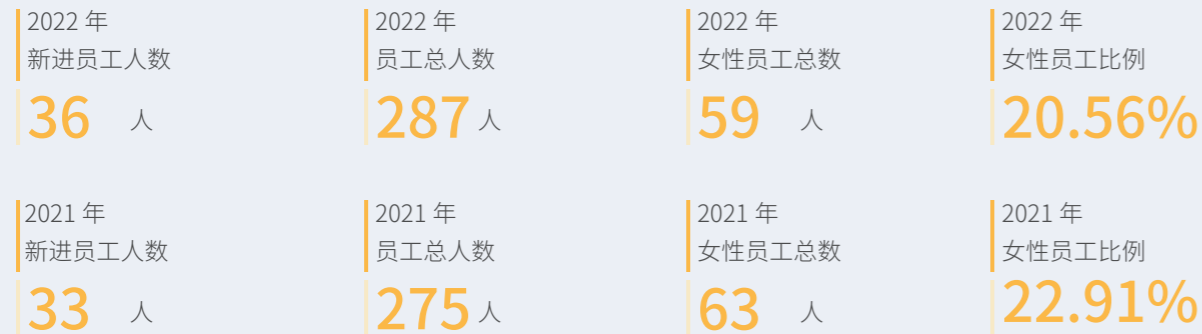 2022 年
新进员工人数
36 人
2022 年
员工总人数
287 人
2022 年
女性员工总数
59 人
2022 年
女性员工比例
20.56%
2021 年
新进员工人数
33 人
2021 年
员工总人数
275 人
2021 年
女性员工总数
63 人
2021 年
女性员工比例
22.91%